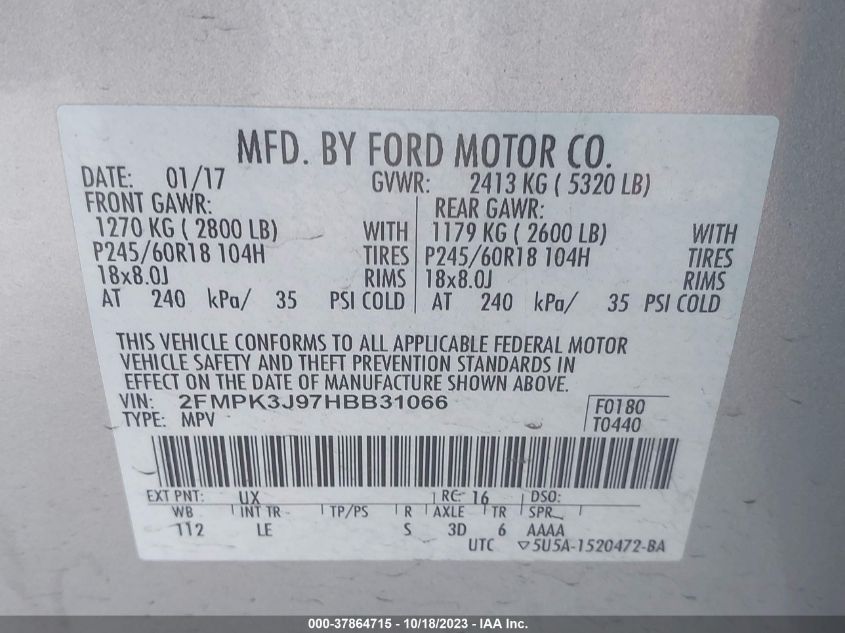 MFD. BY FORD MOTOR CO.
DATE: 01/17 GVWR: 2413 KG ( 5320 LB)
FRONT GAWR: REAR GAWR:
1270 KG ( 2800 LB) WITH 1179 KG ( 2600 LB) WITH
P245/60R18 104H TIRES P245/60R18 104H TIRES
18x8.0J RIMS 18x8.0J RIMS
AT 240 kPa/ 35 PSI COLD AT 240 kPa/ 35 PSI COLD
THIS VEHICLE CONFORMS TO ALL APPLICABLE FEDERAL MOTOR
VEHICLE SAFETY AND THEFT PREVENTION STANDARDS IN
EFFECT ON THE DATE OF MANUFACTURE SHOWN ABOVE.
VIN: 2FMPK3J97HBB31066 F0180
TYPE: MPV T0440
EXT PNT: UX RC: 16 DSO:
WB INT TR TP/PS R AXLE TR SPR
112 LE S 3D 6 AAAA
UTC ▽5U5A-1520472-BA
000-37864715 - 10/18/2023 - IAA Inc.